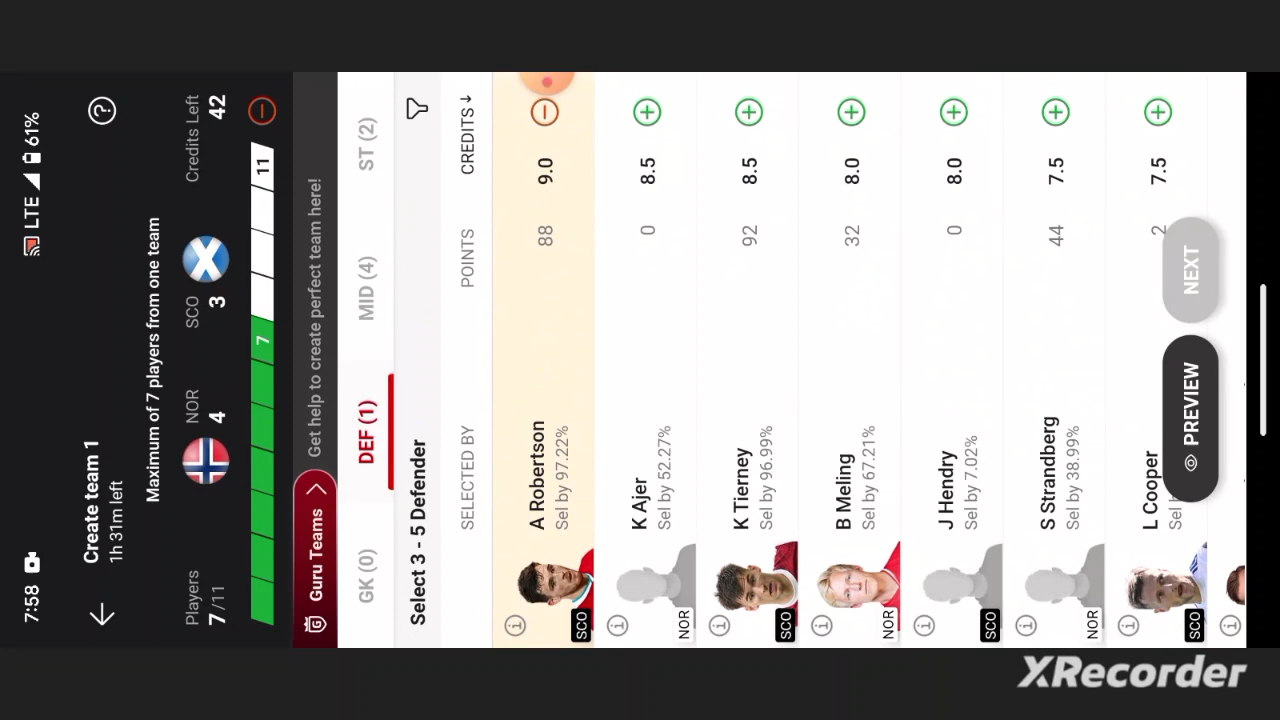 7:58 LTE 61%
Create team 1
1h 31m left
Maximum of 7 players from one team
Players NOR SCO Credits Left
7/11 4 3 42
7 11
Guru Teams Get help to create perfect team here!
GK (0) DEF (1) MID (4) ST (2)
Select 3 - 5 Defender
SELECTED BY POINTS CREDITS
A Robertson 88 9.0
Sel by 97.22%
SCO
K Ajer 0 8.5
Sel by 52.27%
NOR
K Tierney 92 8.5
Sel by 96.99%
SCO
B Meling 32 8.0
Sel by 67.21%
NOR
J Hendry 0 8.0
Sel by 7.02%
SCO
S Strandberg 44 7.5
Sel by 38.99%
NOR
L Cooper 2 7.5
Sel
SCO
PREVIEW NEXT
XRecorder